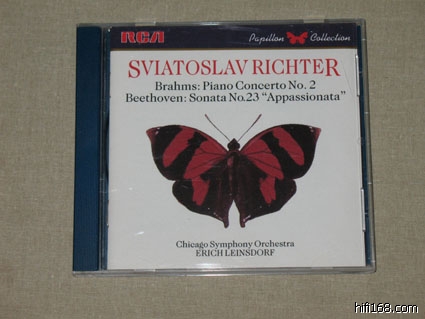 RCA Papillon Collection
SVIATOSLAV RICHTER
Brahms: Piano Concerto No. 2
Beethoven: Sonata No.23 “Appassionata”
Chicago Symphony Orchestra
ERICH LEINSDORF
hifi168.com